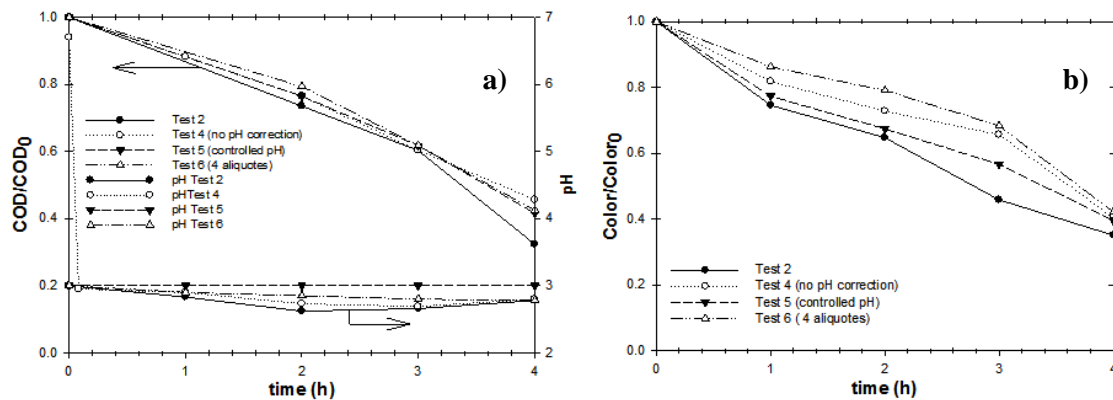 a)
COD/COD0
1.0
0.8
0.6
0.4
0.2
0.0
Test 2
Test 4 (no pH correction)
Test 5 (controlled pH)
Test 6 (4 aliquotes)
pH Test 2
pHTest 4
pH Test 5
pH Test 6
7
6
5
4
3
2
pH
0
1
2
3
4
time (h)
b)
Color/Color0
1.0
0.8
0.6
0.4
0.2
0.0
Test 2
Test 4 (no pH correction)
Test 5 (controlled pH)
Test 6 ( 4 aliquotes)
0
1
2
3
4
time (h)